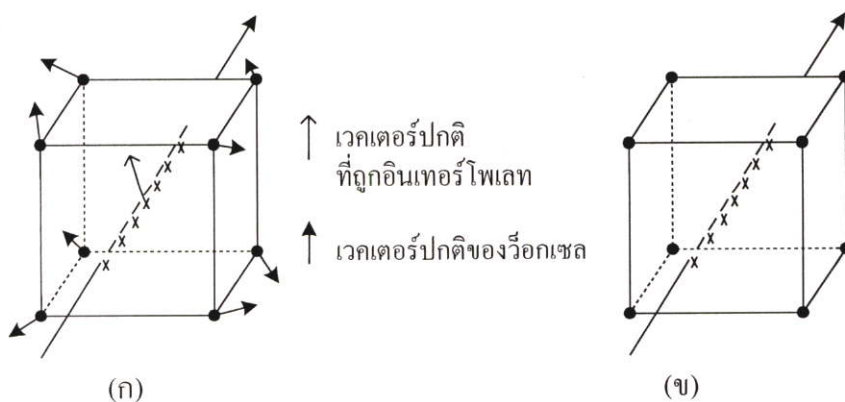 เวคเตอร์ปกติ
ที่ถูกอินเทอร์โพเลท
เวคเตอร์ปกติของว็อกเซล
(ก)
(ข)